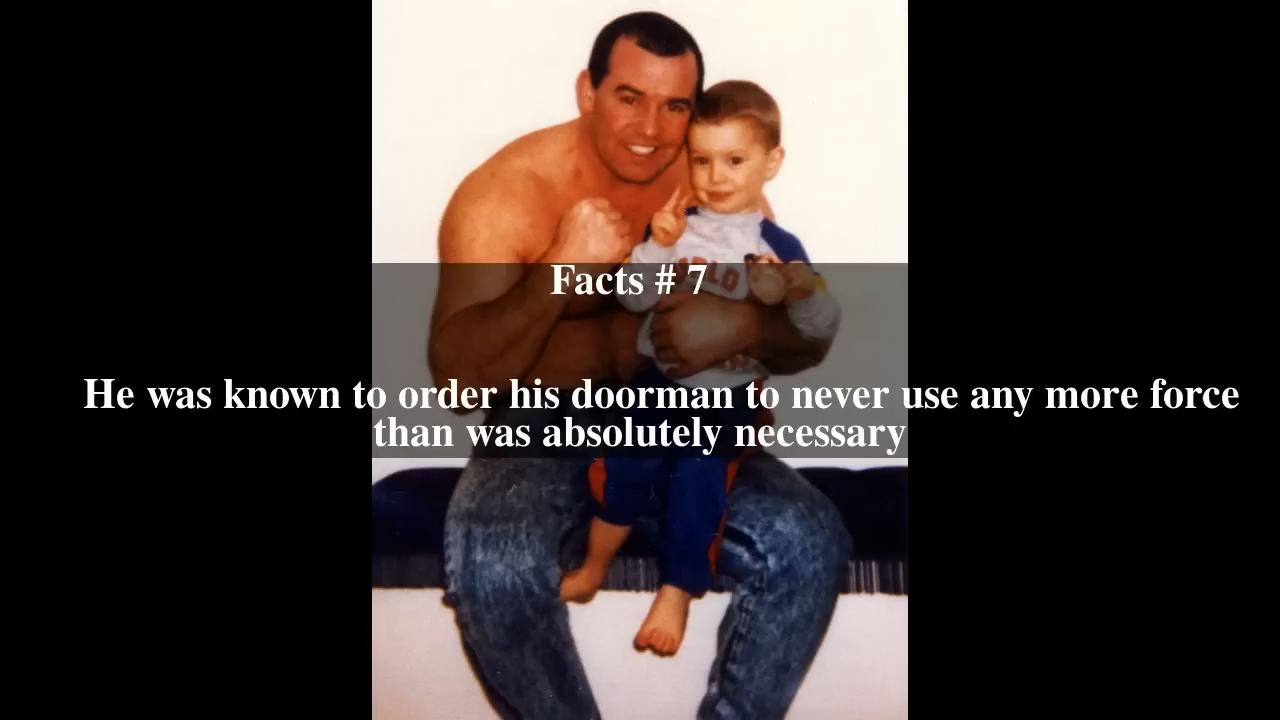 Facts # 7
He was known to order his doorman to never use any more force
than was absolutely necessary